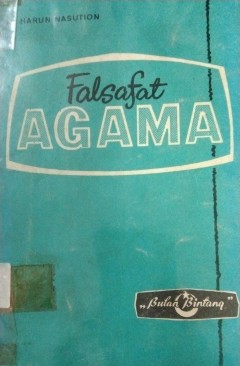 HARUN NASUTION
Falsafat
AGAMA
„Bulan Bintang"